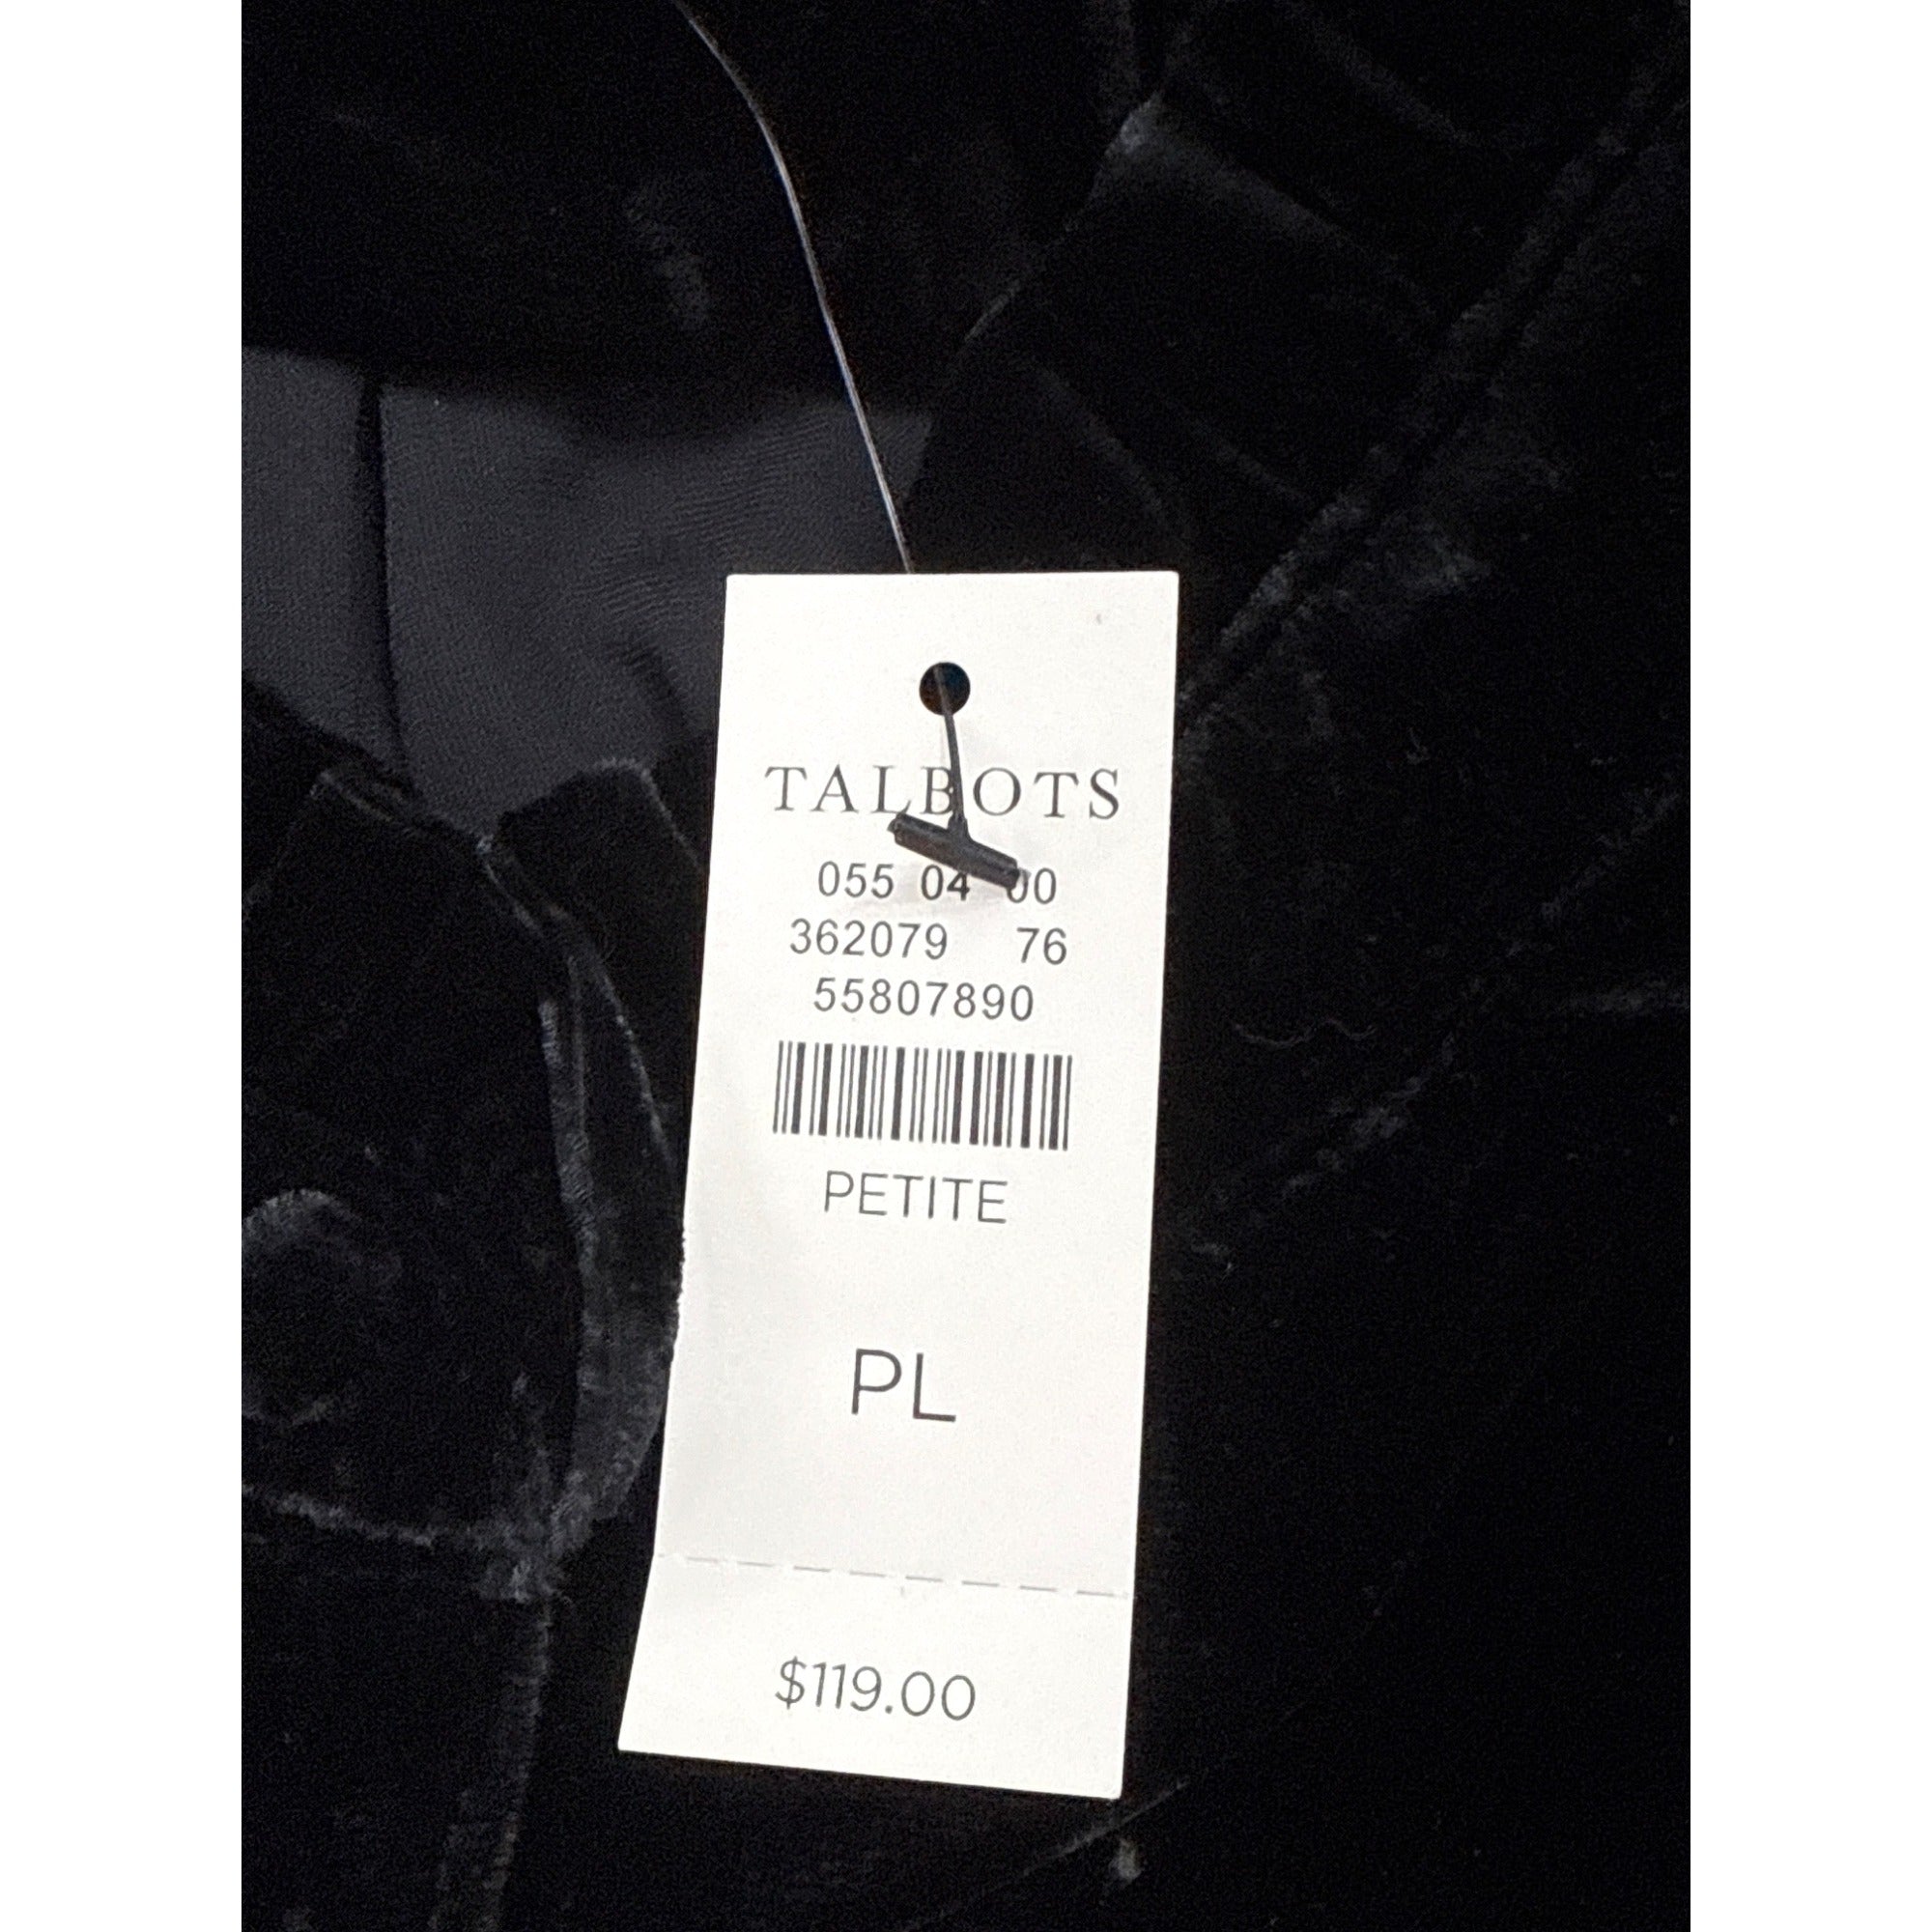 TALBOTS
055 04 00
362079 76
55807890
PETITE
PL
$119.00